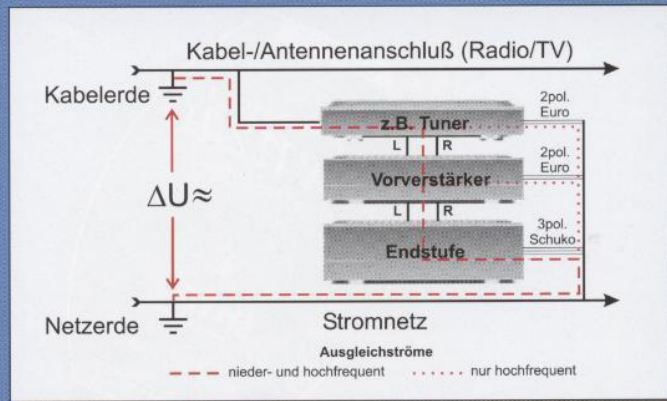 Kabel-/Antennenanschluß (Radio/TV)
Kabelerde
2pol.
Euro
z.B. Tuner
L R
2pol.
Euro
Vorverstärker
ΔU≈
L R
3pol.
Schuko
Endstufe
Netzerde
Stromnetz
Ausgleichströme
nieder- und hochfrequent
nur hochfrequent